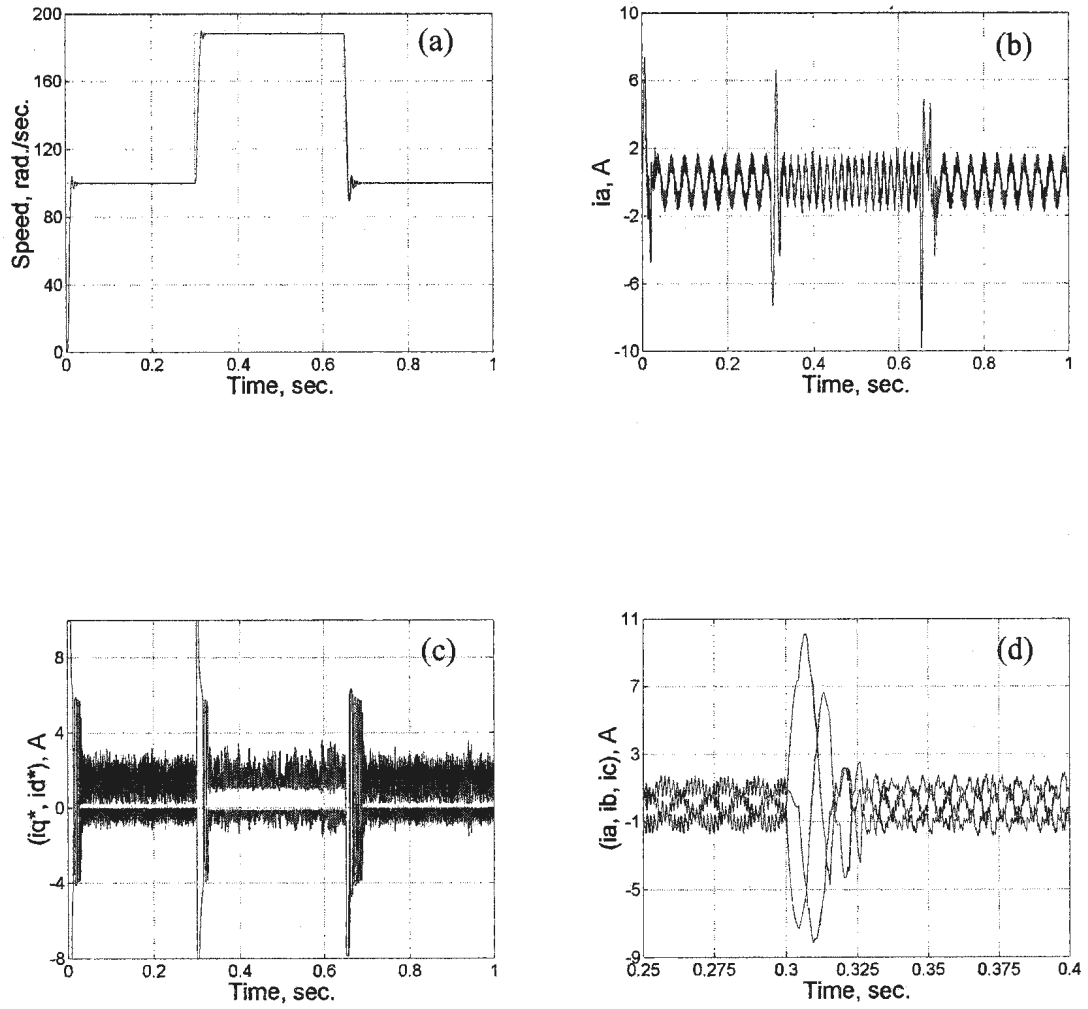 (a)
Speed, rad./sec.
200
160
120
80
40
0
0 0.2 0.4 0.6 0.8 1
Time, sec.
(b)
ia, A
10
6
2
-2
-6
-10
0 0.2 0.4 0.6 0.8 1
Time, sec.
(c)
(iq*, id*), A
8
4
0
-4
-8
0 0.2 0.4 0.6 0.8 1
Time, sec.
(d)
(ia, ib, ic), A
11
7
3
-1
-5
-9
0.25 0.275 0.3 0.325 0.35 0.375 0.4
Time, sec.